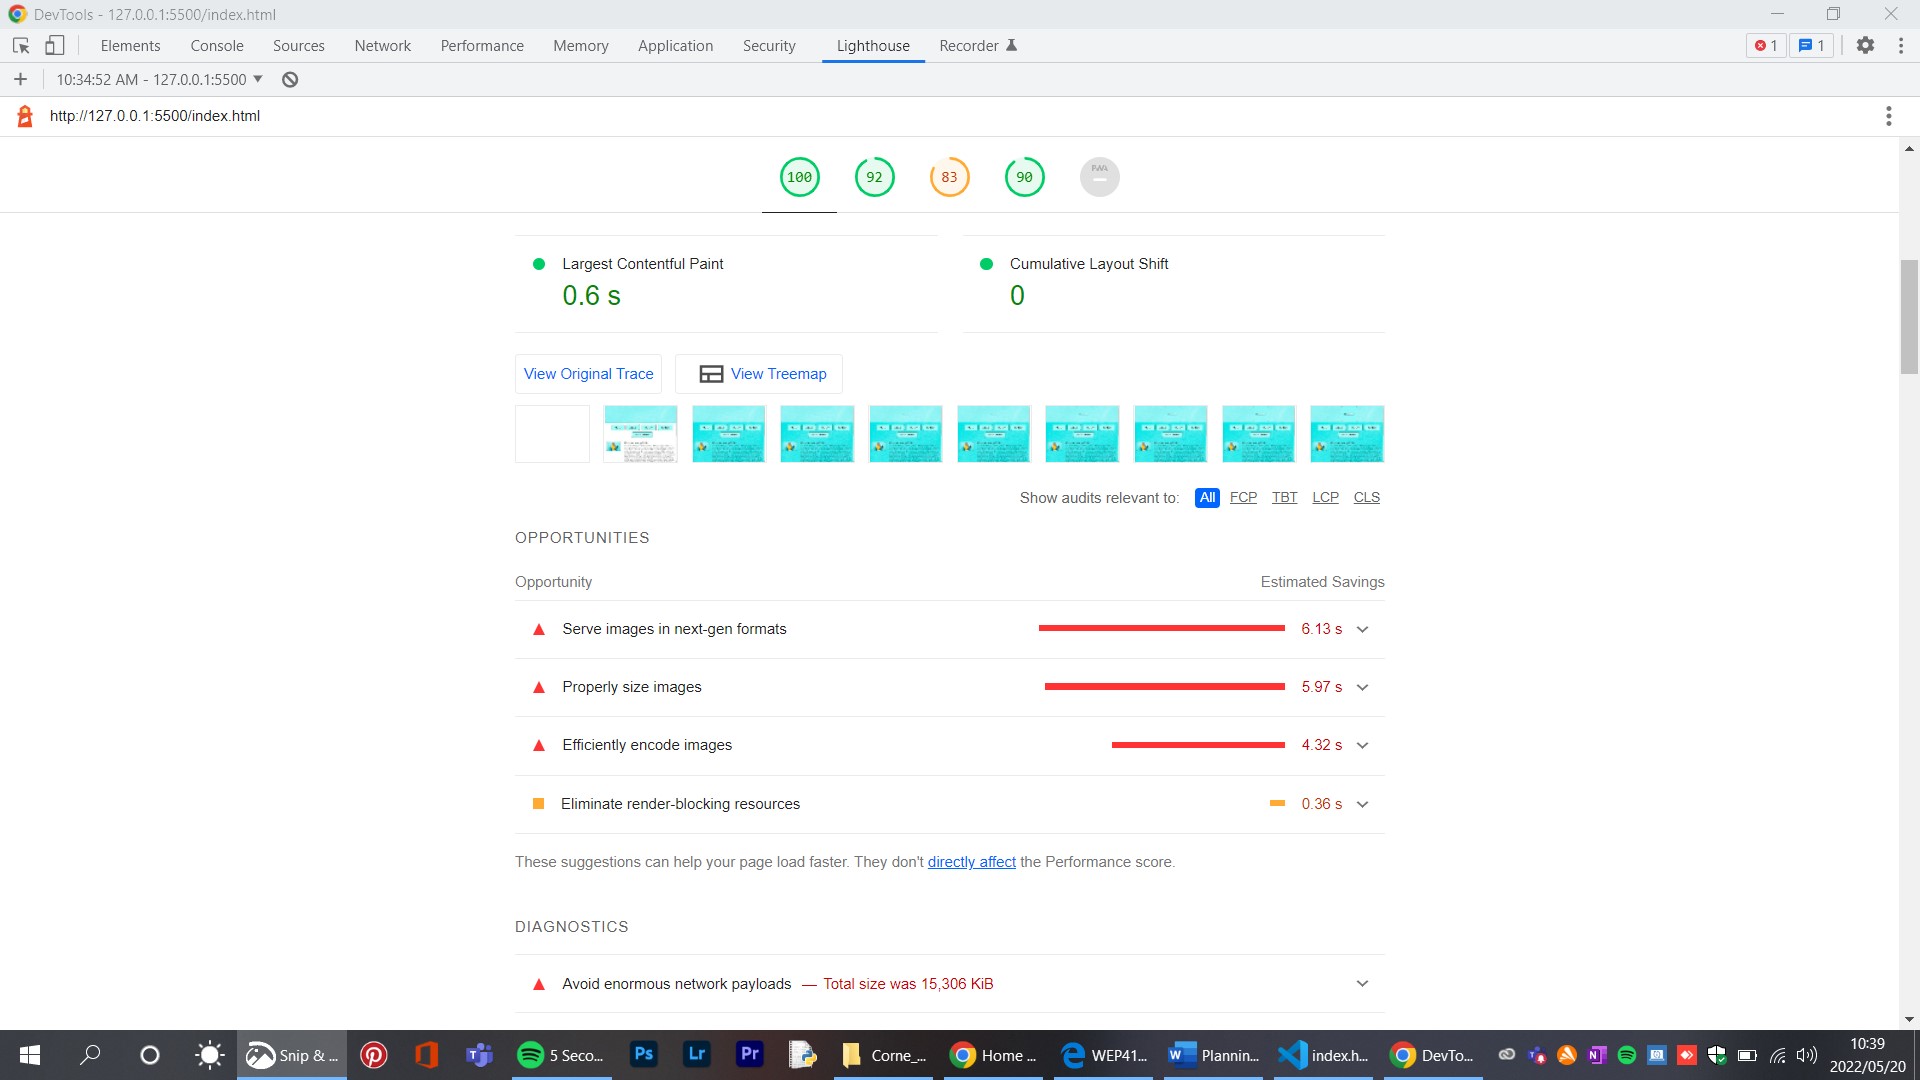 DevTools - 127.0.0.1:5500/index.html
Elements Console Sources Network Performance Memory Application Security Lighthouse Recorder 1 1
10:34:52 AM - 127.0.0.1:5500
http://127.0.0.1:5500/index.html
100 92 83 90 PWA
Largest Contentful Paint Cumulative Layout Shift
0.6 s 0
View Original Trace View Treemap
Show audits relevant to: All FCP TBT LCP CLS
OPPORTUNITIES
Opportunity Estimated Savings
Serve images in next-gen formats 6.13 s
Properly size images 5.97 s
Efficiently encode images 4.32 s
Eliminate render-blocking resources 0.36 s
These suggestions can help your page load faster. They don't directly affect the Performance score.
DIAGNOSTICS
Avoid enormous network payloads — Total size was 15,306 KiB
Snip & ... 5 Seco... Ps Lr Pr Corne_... Home ... WEP41... Plannin... index.h... DevTo... 10:39
2022/05/20